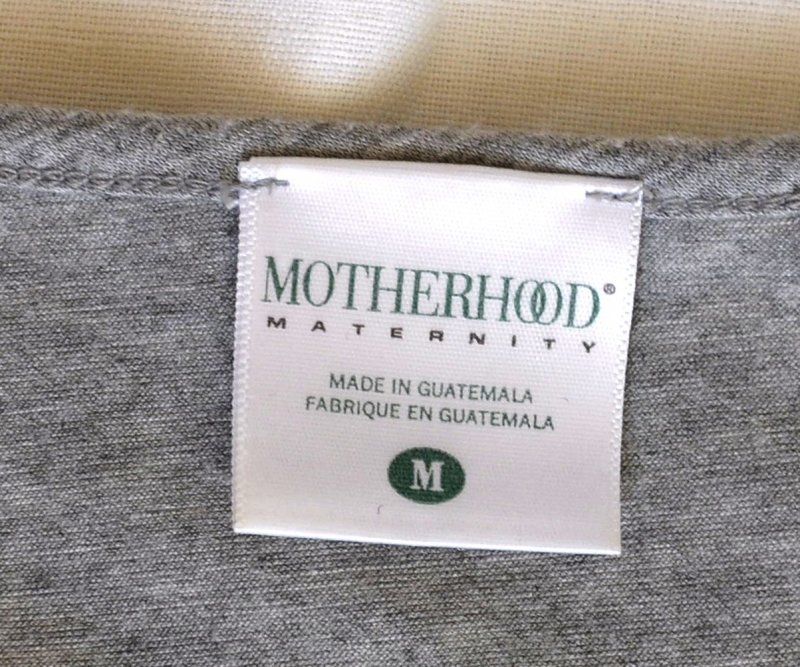 MOTHERHOOD®
MATERNITY
MADE IN GUATEMALA
FABRIQUE EN GUATEMALA
M